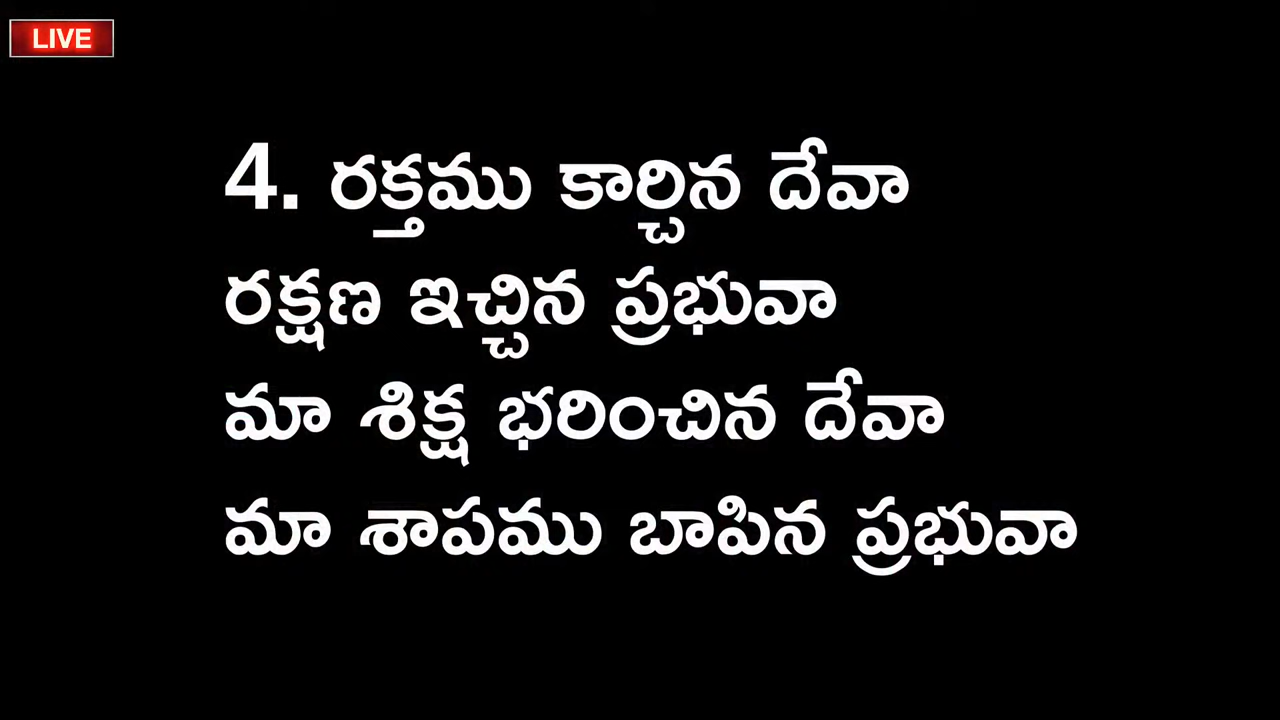 LIVE
4. రక్తము కార్చిన దేవా
రక్షణ ఇచ్చిన ప్రభువా
మా శిక్ష భరించిన దేవా
మా శాపము బాపిన ప్రభువా